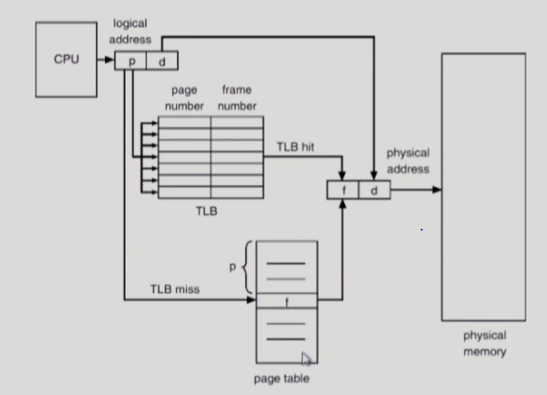 logical
address
CPU
p d
page frame
number number
TLB hit
physical
address
f d
TLB
p
TLB miss
f
physical
memory
page table